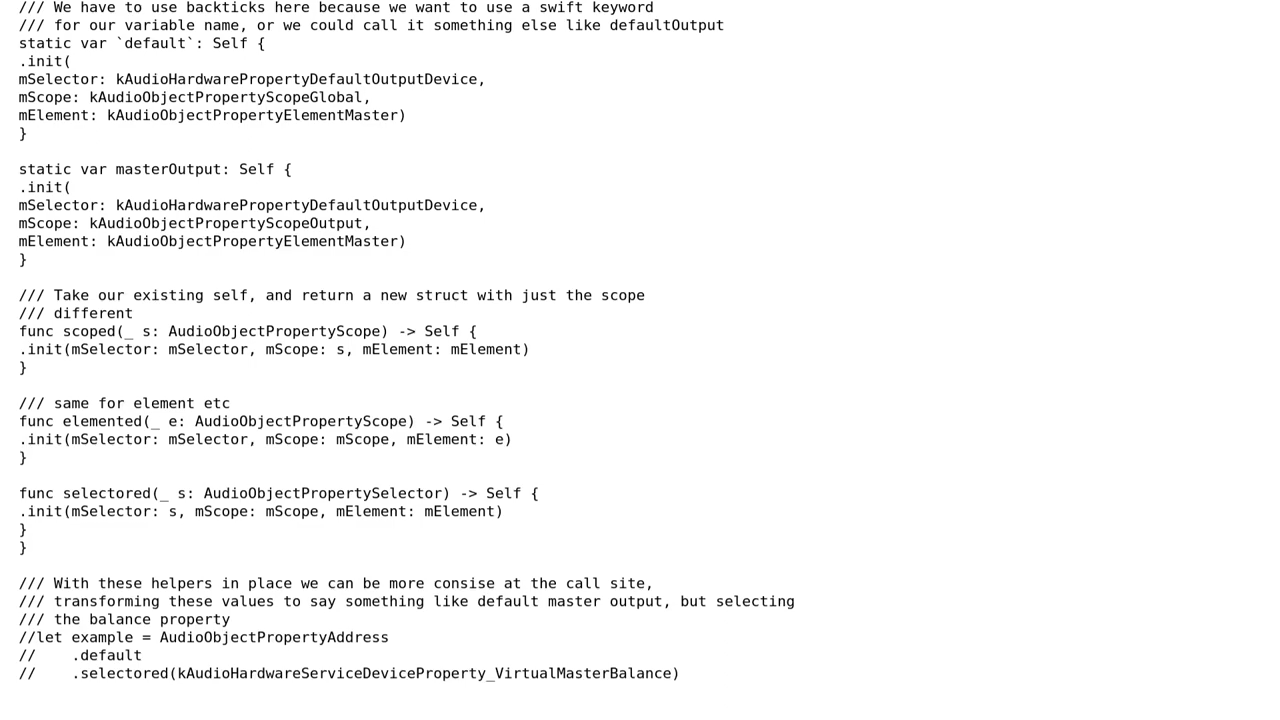 /// We have to use backticks here because we want to use a swift keyword
/// for our variable name, or we could call it something else like defaultOutput
static var `default`: Self {
.init(
mSelector: kAudioHardwarePropertyDefaultOutputDevice,
mScope: kAudioObjectPropertyScopeGlobal,
mElement: kAudioObjectPropertyElementMaster)
}

static var masterOutput: Self {
.init(
mSelector: kAudioHardwarePropertyDefaultOutputDevice,
mScope: kAudioObjectPropertyScopeOutput,
mElement: kAudioObjectPropertyElementMaster)
}

/// Take our existing self, and return a new struct with just the scope
/// different
func scoped(_ s: AudioObjectPropertyScope) -> Self {
.init(mSelector: mSelector, mScope: s, mElement: mElement)
}

/// same for element etc
func elemented(_ e: AudioObjectPropertyScope) -> Self {
.init(mSelector: mSelector, mScope: mScope, mElement: e)
}

func selectored(_ s: AudioObjectPropertySelector) -> Self {
.init(mSelector: s, mScope: mScope, mElement: mElement)
}
}

/// With these helpers in place we can be more consise at the call site,
/// transforming these values to say something like default master output, but selecting
/// the balance property
//let example = AudioObjectPropertyAddress
//    .default
//    .selectored(kAudioHardwareServiceDeviceProperty_VirtualMasterBalance)